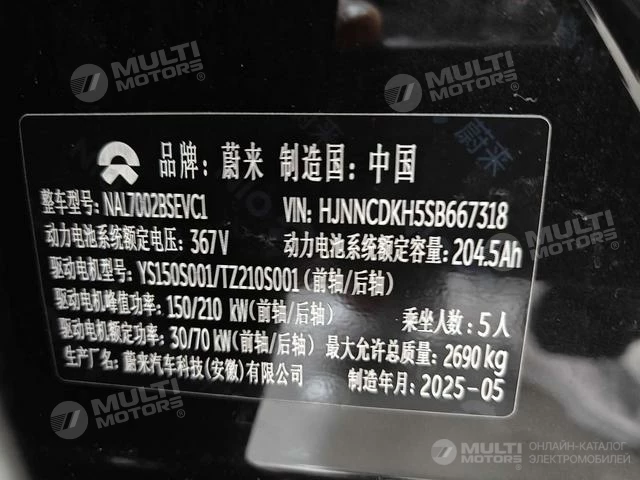 MULTI MOTORS®
MULTI MOTORS®
品牌: 蔚来 制造国: 中国
整车型号: NAL7002BSEVC1 VIN: HJNNCDKH5SB667318
动力电池系统额定电压: 367V 动力电池系统额定容量: 204.5Ah
驱动电机型号: YS150S001/TZ210S001 (前轴/后轴)
驱动电机峰值功率: 150/210 kW(前轴/后轴) 乘坐人数: 5人
驱动电机额定功率: 30/70 kW(前轴/后轴) 最大允许总质量: 2690 kg
生产厂名: 蔚来汽车科技(安徽)有限公司 制造年月: 2025-05
MULTI MOTORS®
MULTI MOTORS®
MULTI MOTORS®
MULTI MOTORS®
ОНЛАЙН-КАТАЛОГ
ЭЛЕКТРОМОБИЛЕЙ